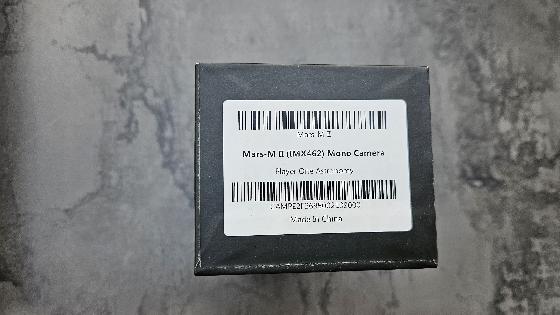 Mars-M II
Mars-M II (IMX462) Mono Camera
Player One Astronomy
Made In China